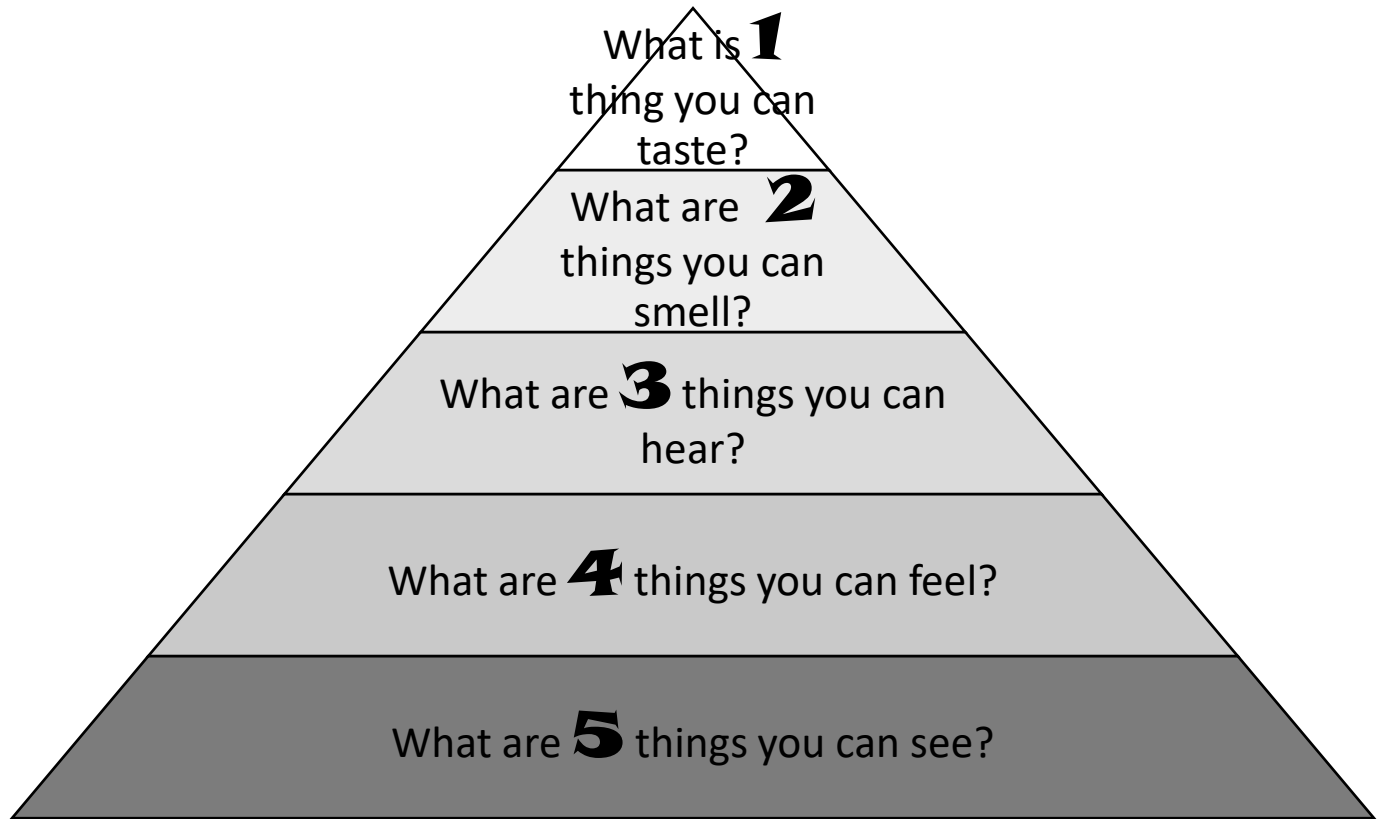 What is 1
thing you can
taste?
What are 2
things you can
smell?
What are 3 things you can
hear?
What are 4 things you can feel?
What are 5 things you can see?